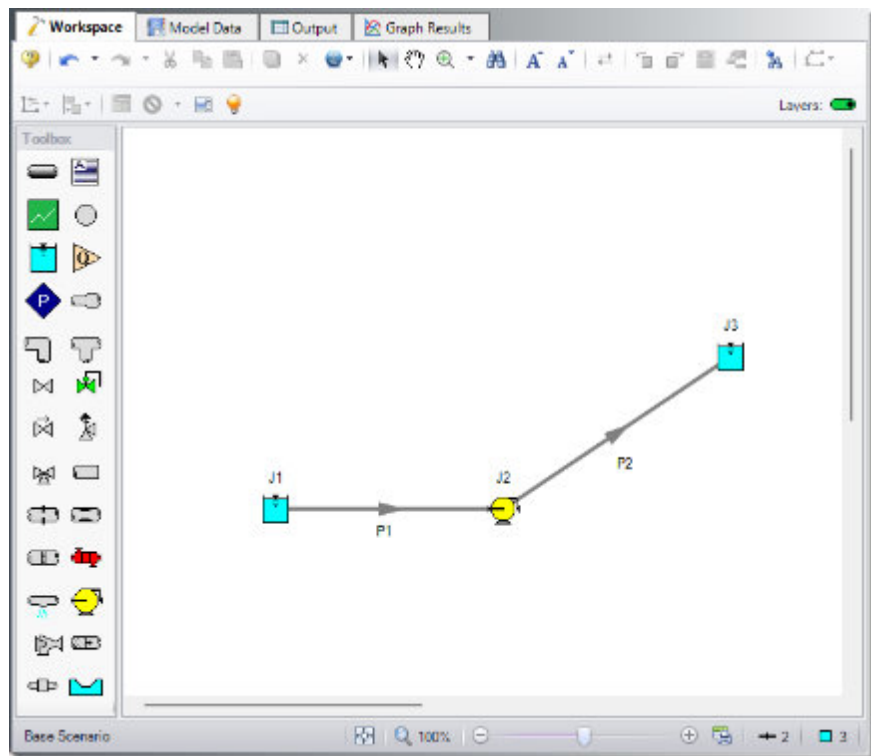 Workspace Model Data Output Graph Results
Layers:
Toolbox
P
J3
P2
J1 J2
P1
Base Scenario 100% 2 3